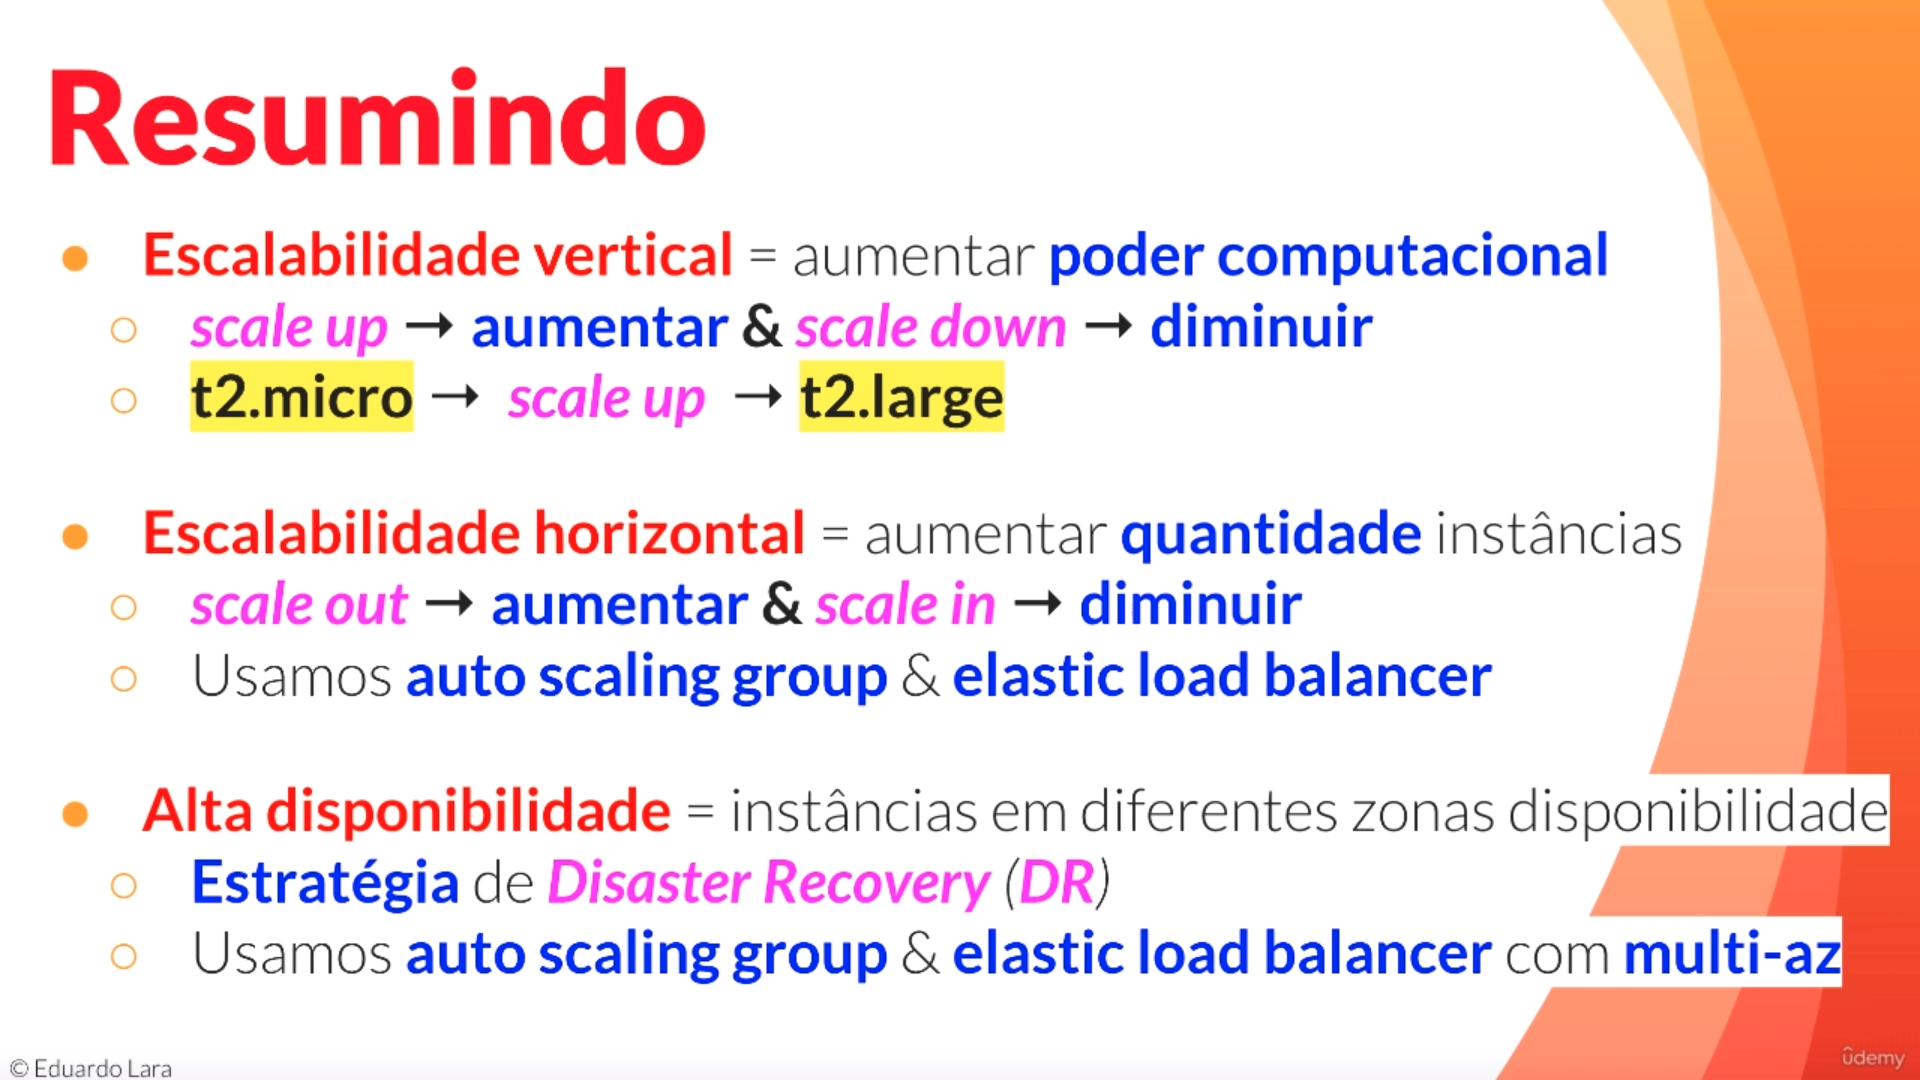 Resumindo
● Escalabilidade vertical = aumentar poder computacional
○ scale up → aumentar & scale down → diminuir
○ t2.micro → scale up → t2.large
● Escalabilidade horizontal = aumentar quantidade instâncias
○ scale out → aumentar & scale in → diminuir
○ Usamos auto scaling group & elastic load balancer
● Alta disponibilidade = instâncias em diferentes zonas disponibilidade
○ Estratégia de Disaster Recovery (DR)
○ Usamos auto scaling group & elastic load balancer com multi-az
© Eduardo Lara
ûdemy